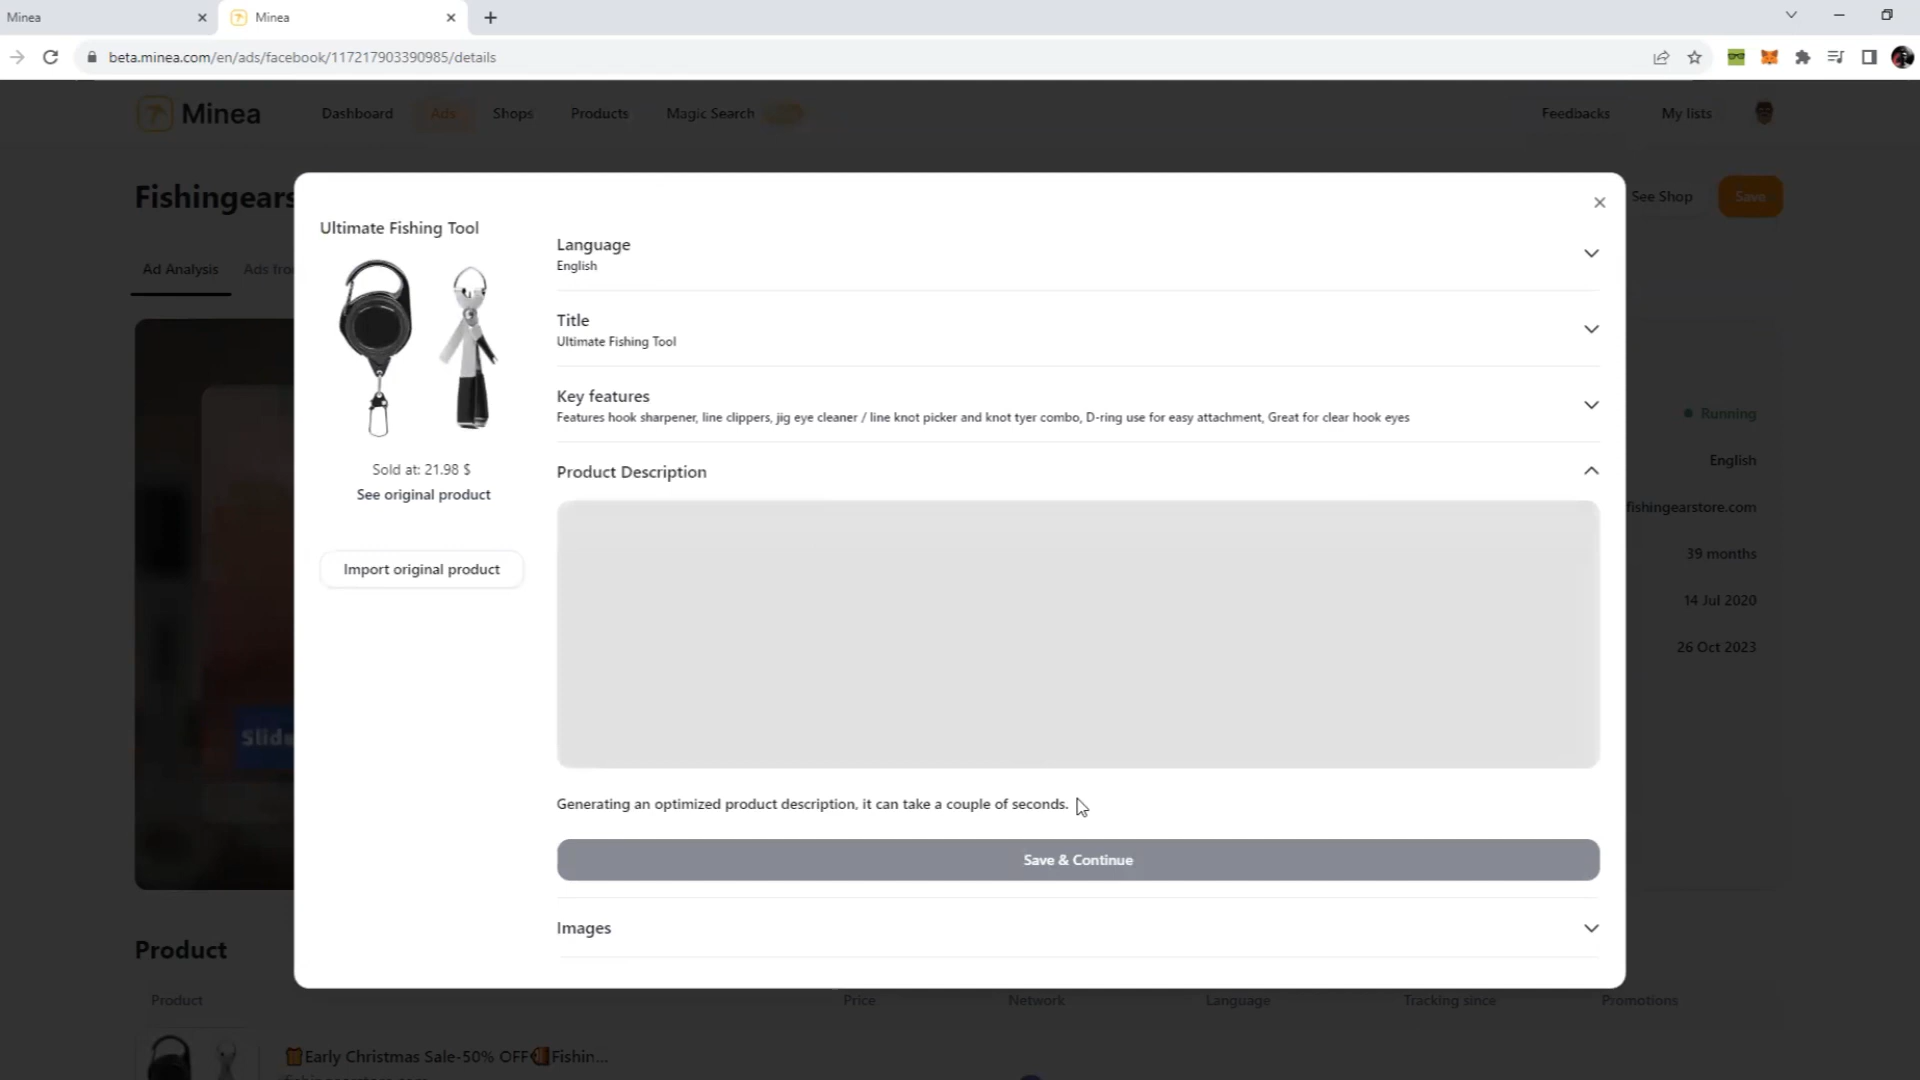 Minea
Minea
beta.minea.com/en/ads/facebook/117217903390985/details
Minea
Dashboard
Ads
Shops
Products
Magic Search
Feedbacks
My lists
Fishingears
See Shop
Save
Ad Analysis
Ads fro
Ultimate Fishing Tool
Sold at: 21.98 $
See original product
Import original product
Language
English
Title
Ultimate Fishing Tool
Key features
Features hook sharpener, line clippers, jig eye cleaner / line knot picker and knot tyer combo, D-ring use for easy attachment, Great for clear hook eyes
Product Description
Generating an optimized product description, it can take a couple of seconds.
Save & Continue
Images
Running
English
fishingearstore.com
39 months
14 Jul 2020
26 Oct 2023
Slide
Product
Product
Price
Network
Language
Tracking since
Promotions
Early Christmas Sale-50% OFF
Fishin...